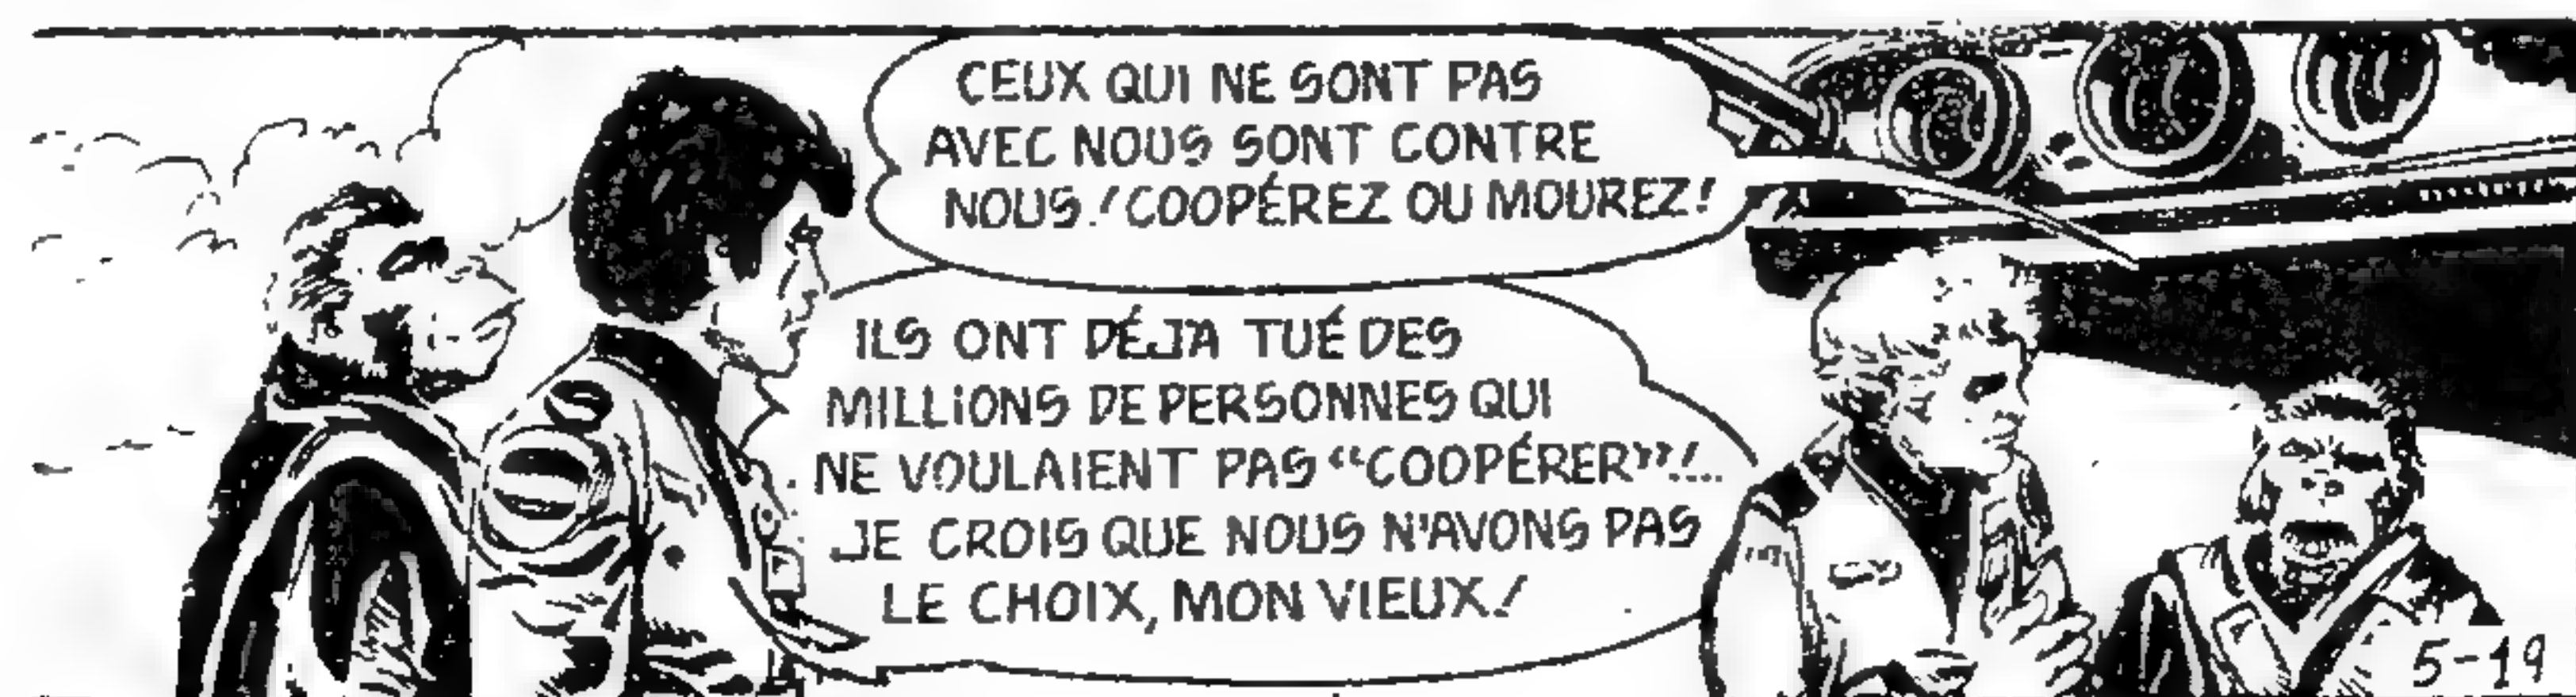 CEUX QUI NE SONT PAS
AVEC NOUS SONT CONTRE
NOUS! COOPÉREZ OU MOUREZ!
ILS ONT DÉJA TUÉ DES
MILLIONS DE PERSONNES QUI
NE VOULAIENT PAS “COOPÉRER”!..
JE CROIS QUE NOUS N'AVONS PAS
LE CHOIX, MON VIEUX!
5-19